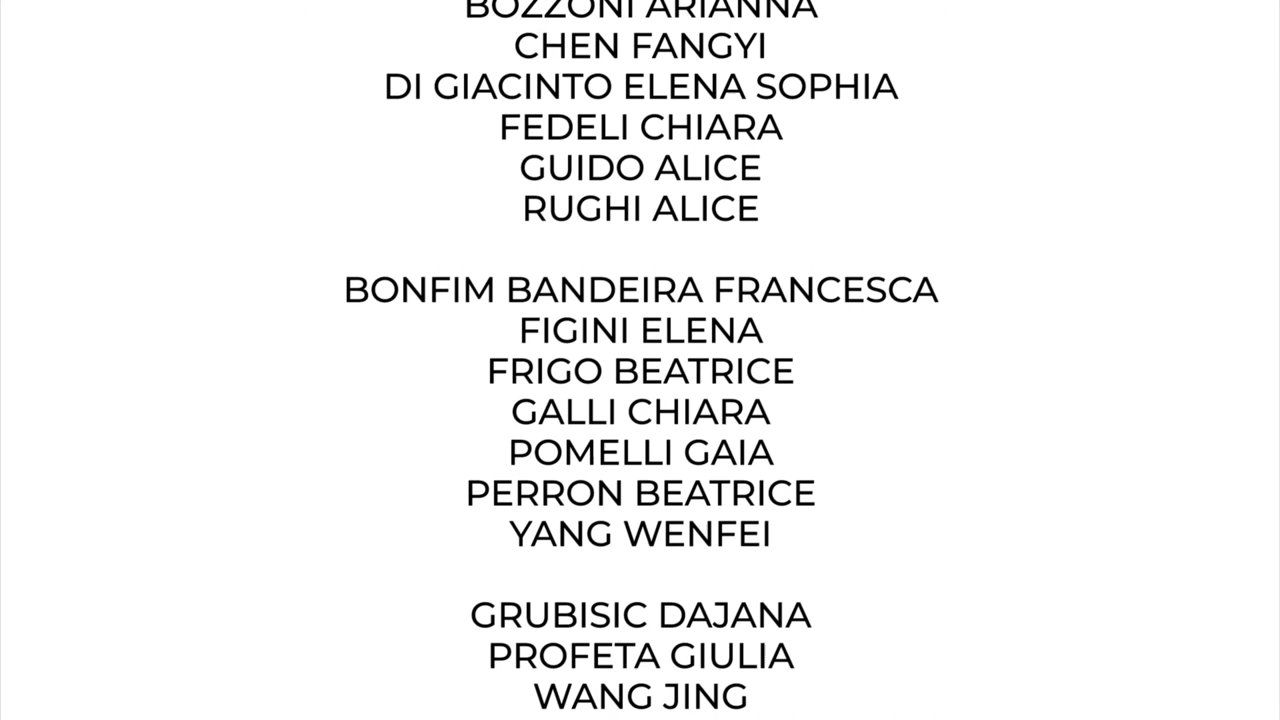 BOZZONI ARIANNA
CHEN FANGYI
DI GIACINTO ELENA SOPHIA
FEDELI CHIARA
GUIDO ALICE
RUGHI ALICE
BONFIM BANDEIRA FRANCESCA
FIGINI ELENA
FRIGO BEATRICE
GALLI CHIARA
POMELLI GAIA
PERRON BEATRICE
YANG WENFEI
GRUBISIC DAJANA
PROFETA GIULIA
WANG JING